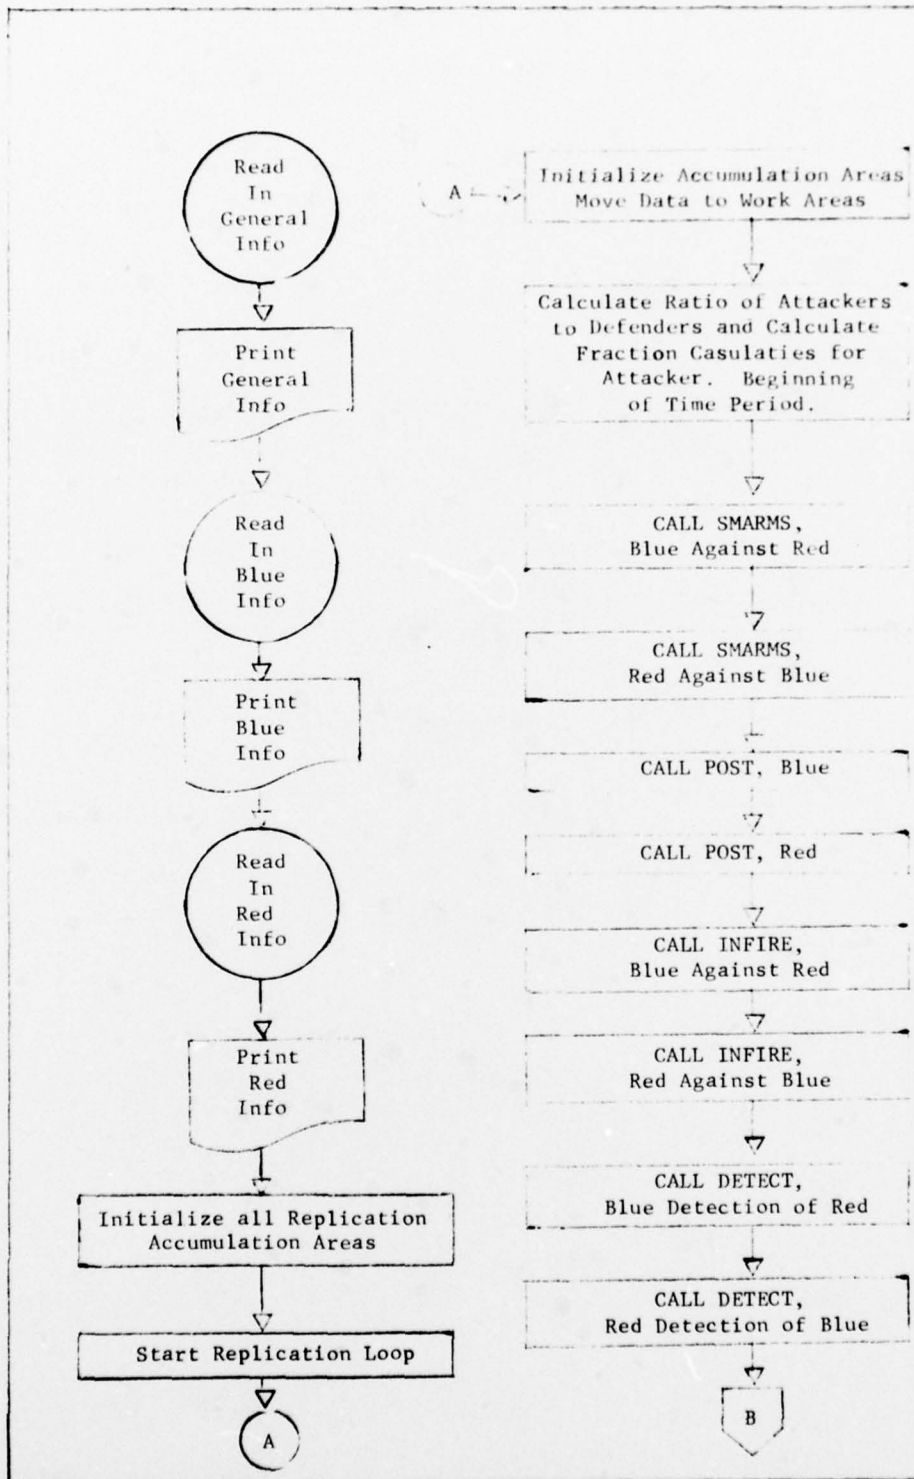 Read
In
General
Info
Print
General
Info
Read
In
Blue
Info
Print
Blue
Info
Read
In
Red
Info
Print
Red
Info
Initialize all Replication
Accumulation Areas
Start Replication Loop
A
A
Initialize Accumulation Areas
Move Data to Work Areas
Calculate Ratio of Attackers
to Defenders and Calculate
Fraction Casulaties for
Attacker. Beginning
of Time Period.
CALL SMARMS,
Blue Against Red
CALL SMARMS,
Red Against Blue
CALL POST, Blue
CALL POST, Red
CALL INFIRE,
Blue Against Red
CALL INFIRE,
Red Against Blue
CALL DETECT,
Blue Detection of Red
CALL DETECT,
Red Detection of Blue
B